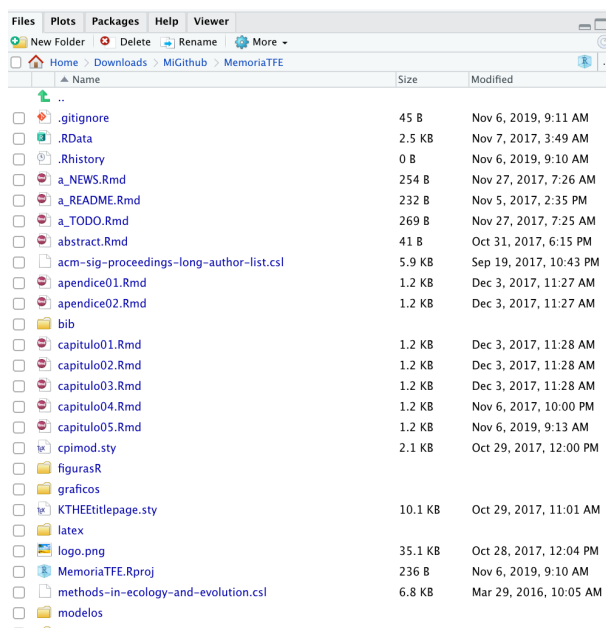 Files Plots Packages Help Viewer
New Folder Delete Rename More
Home Downloads MiGithub MemoriaTFE
Name Size Modified
..
.gitignore 45 B Nov 6, 2019, 9:11 AM
.RData 2.5 KB Nov 7, 2017, 3:49 AM
.Rhistory 0 B Nov 6, 2019, 9:10 AM
a_NEWS.Rmd 254 B Nov 27, 2017, 7:26 AM
a_README.Rmd 232 B Nov 5, 2017, 2:35 PM
a_TODO.Rmd 269 B Nov 27, 2017, 7:25 AM
abstract.Rmd 41 B Oct 31, 2017, 6:15 PM
acm-sig-proceedings-long-author-list.csl 5.9 KB Sep 19, 2017, 10:43 PM
apendice01.Rmd 1.2 KB Dec 3, 2017, 11:27 AM
apendice02.Rmd 1.2 KB Dec 3, 2017, 11:27 AM
bib
capitulo01.Rmd 1.2 KB Dec 3, 2017, 11:28 AM
capitulo02.Rmd 1.2 KB Dec 3, 2017, 11:28 AM
capitulo03.Rmd 1.2 KB Dec 3, 2017, 11:28 AM
capitulo04.Rmd 1.2 KB Nov 6, 2017, 10:00 PM
capitulo05.Rmd 1.2 KB Nov 6, 2019, 9:13 AM
cpimod.sty 2.1 KB Oct 29, 2017, 12:00 PM
figurasR
graficos
KTHEEtitlepage.sty 10.1 KB Oct 29, 2017, 11:01 AM
latex
logo.png 35.1 KB Oct 28, 2017, 12:04 PM
MemoriaTFE.Rproj 236 B Nov 6, 2019, 9:10 AM
methods-in-ecology-and-evolution.csl 6.8 KB Mar 29, 2016, 10:05 AM
modelos